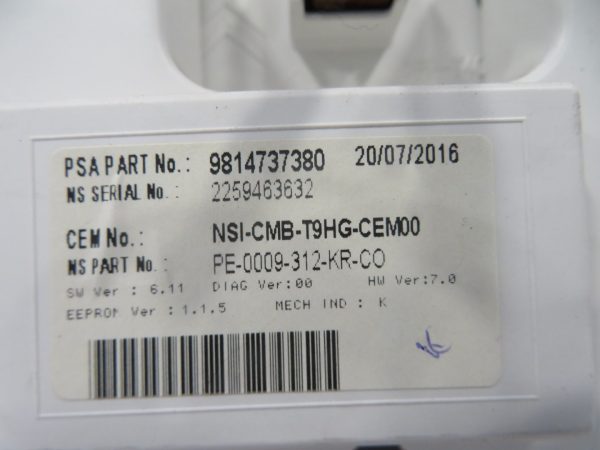 PSA PART No.: 9814737380 20/07/2016
NS SERIAL No.: 2259463632
CEM No.: NSI-CMB-T9HG-CEM00
NS PART No.: PE-0009-312-KR-CO
SW Ver : 6.11 DIAG Ver:00 HW Ver:7.0
EEPROM Ver : 1.1.5 MECH IND : K